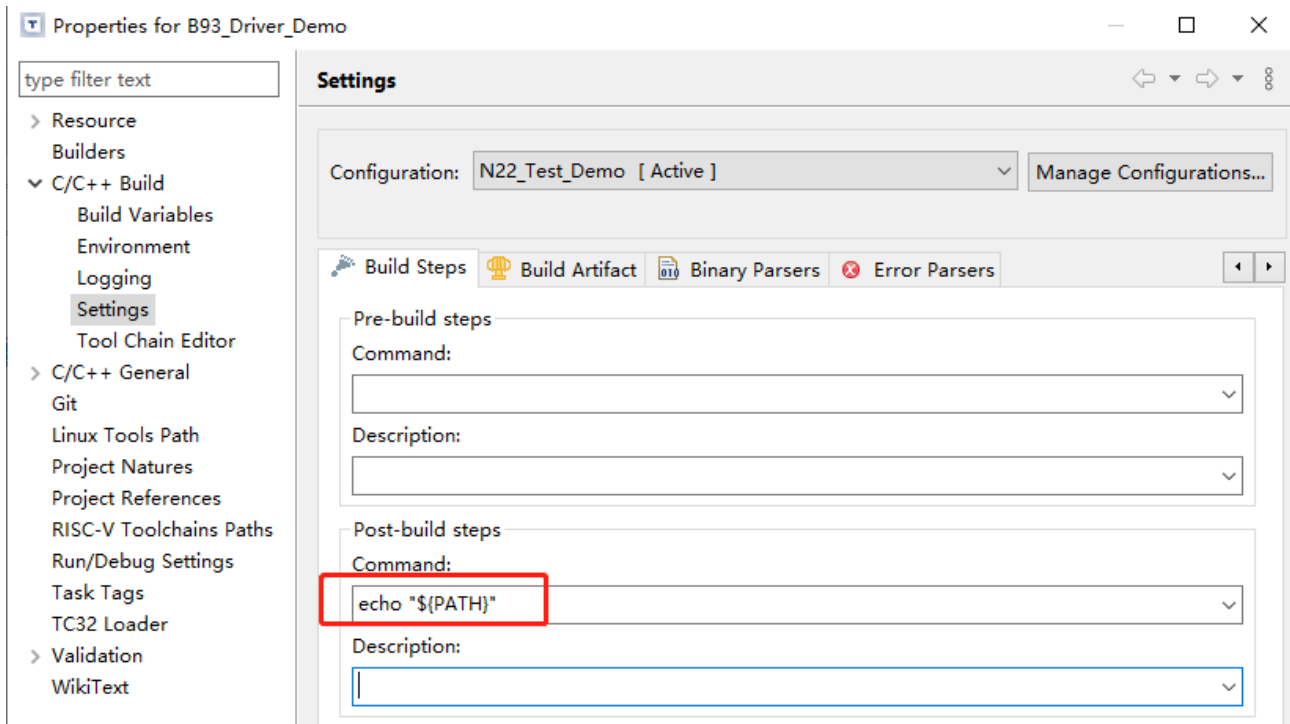 Properties for B93_Driver_Demo
type filter text
Resource
Builders
C/C++ Build
Build Variables
Environment
Logging
Settings
Tool Chain Editor
C/C++ General
Git
Linux Tools Path
Project Natures
Project References
RISC-V Toolchains Paths
Run/Debug Settings
Task Tags
TC32 Loader
Validation
WikiText
Settings
Configuration: N22_Test_Demo [ Active ] Manage Configurations...
Build Steps Build Artifact Binary Parsers Error Parsers
Pre-build steps
Command:
Description:
Post-build steps
Command:
echo "${PATH}"
Description: